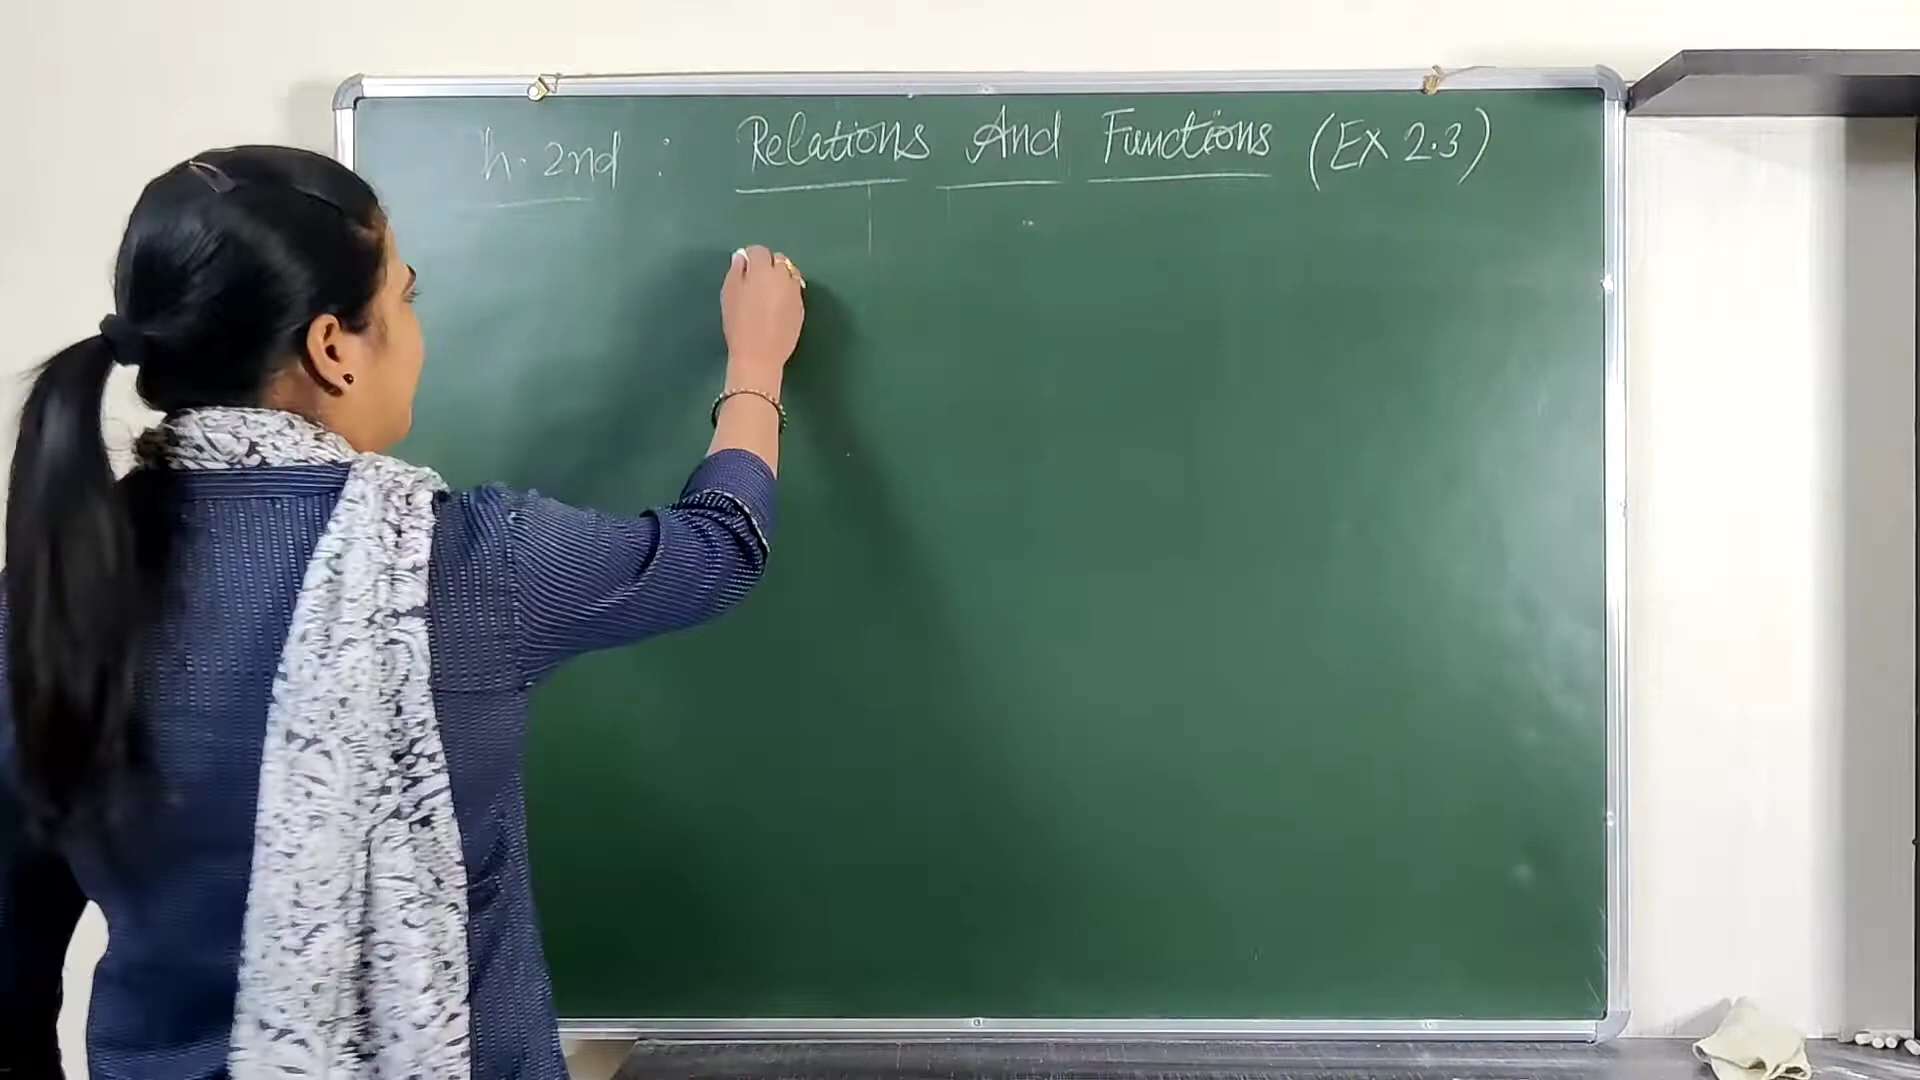 h. 2nd : Relations And Functions (Ex 2.3)